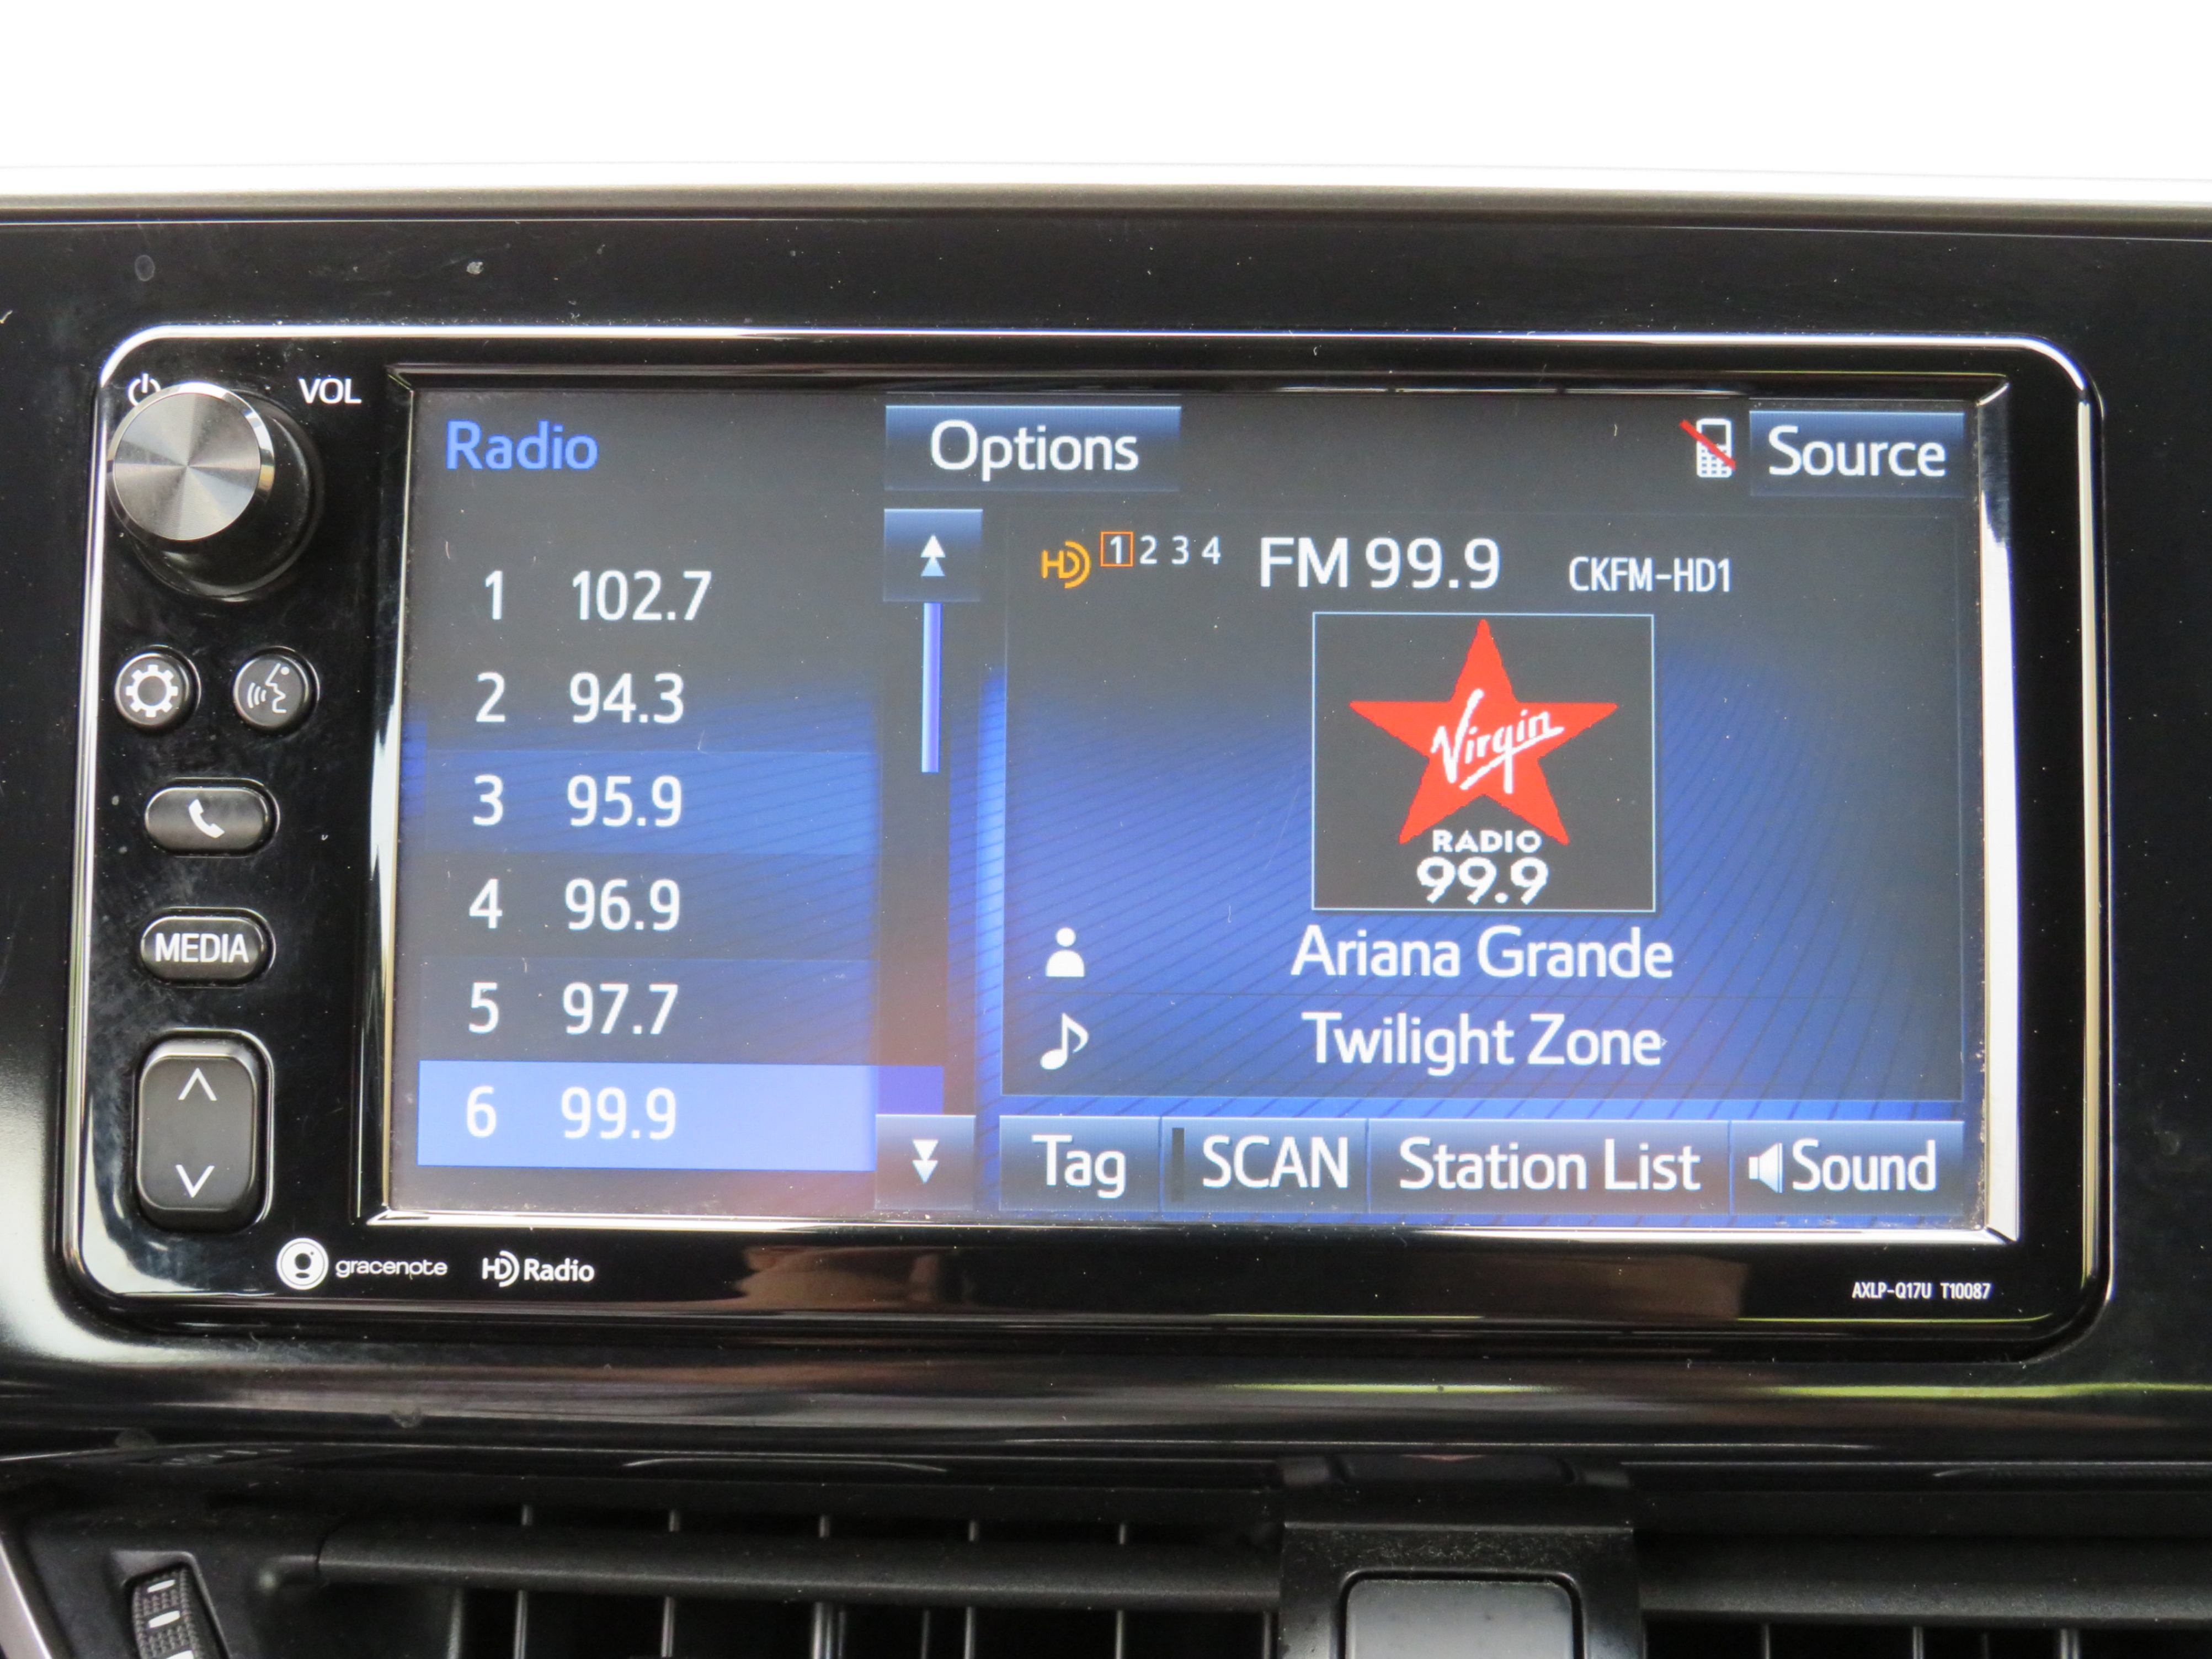 VOL
Radio
Options
Source
1 102.7
2 94.3
3 95.9
4 96.9
5 97.7
6 99.9
HD 1 2 3 4 FM 99.9 CKFM-HD1
Virgin
RADIO
99.9
Ariana Grande
Twilight Zone
Tag SCAN Station List Sound
MEDIA
gracenote HD Radio
AXLP-Q17U T10087